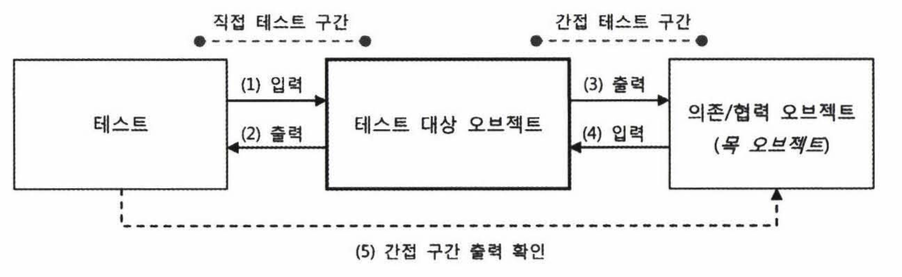 직접 테스트 구간
간접 테스트 구간
테스트
(1) 입력
(2) 출력
테스트 대상 오브젝트
(3) 출력
(4) 입력
의존/협력 오브젝트
(목 오브젝트)
(5) 간접 구간 출력 확인